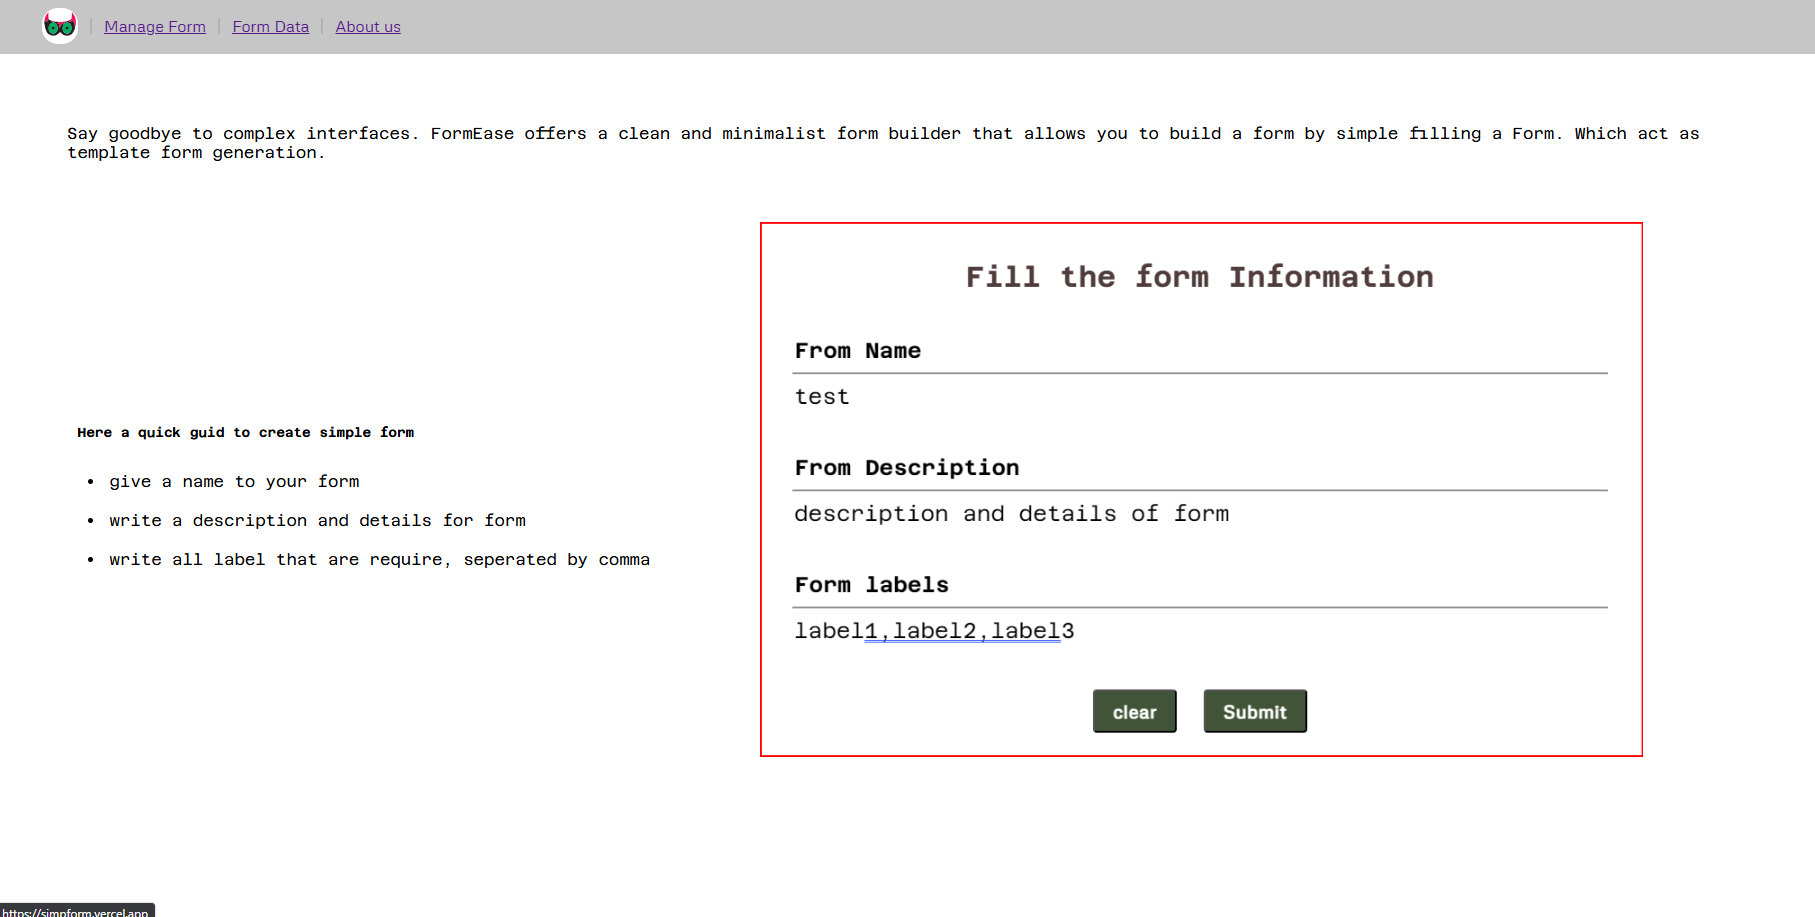 Manage Form
Form Data
About us
Say goodbye to complex interfaces. FormEase offers a clean and minimalist form builder that allows you to build a form by simple filling a Form. Which act as
template form generation.
Here a quick guid to create simple form
• give a name to your form
• write a description and details for form
• write all label that are require, seperated by comma
Fill the form Information
From Name
test
From Description
description and details of form
Form labels
label1,label2,label3
clear
Submit
https://simpform.vercel.app